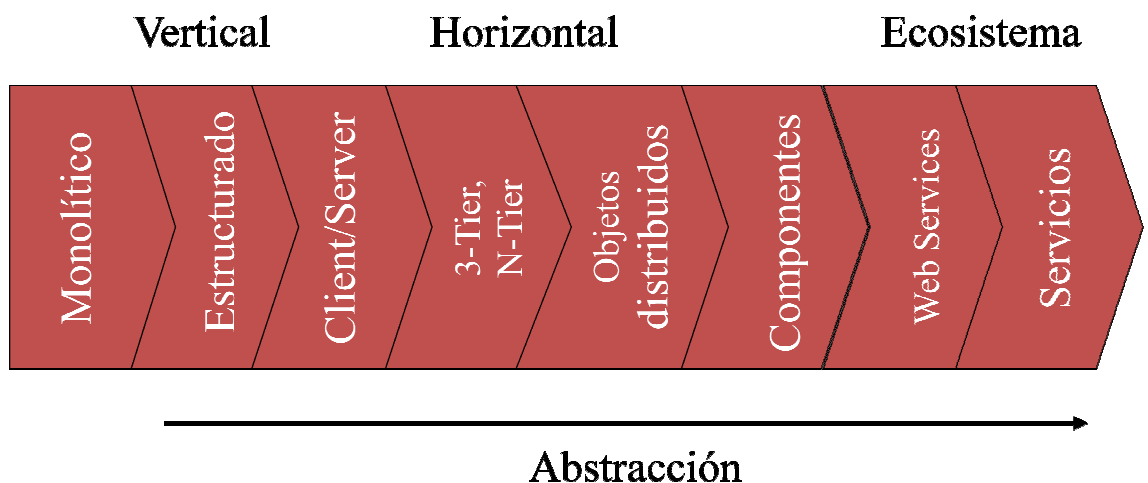 Vertical
Horizontal
Ecosistema
Monolítico
Estructurado
Client/Server
3-Tier,
N-Tier
Objetos
distribuidos
Componentes
Web Services
Servicios
Abstracción